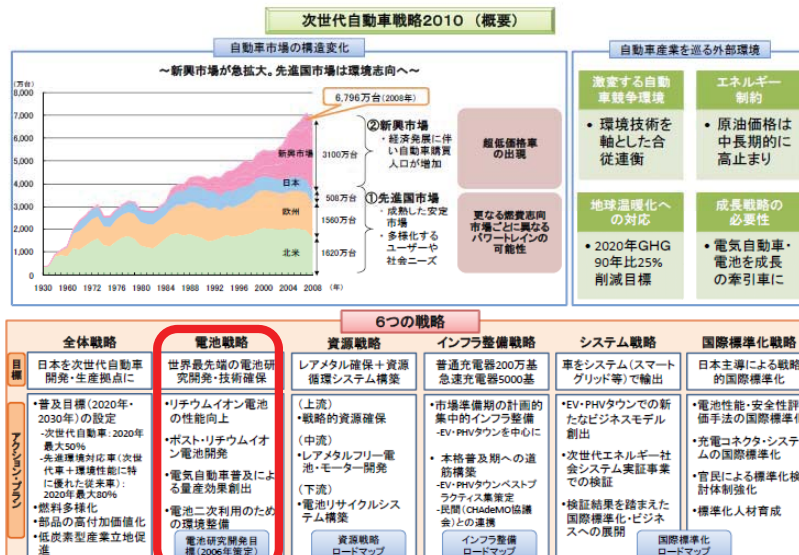 次世代自動車戦略2010（概要）
自動車市場の構造変化
～新興市場が急拡大。先進国市場は環境志向へ～
(万台)
8,000
7,000
6,000
5,000
4,000
3,000
2,000
1,000
0
1930 1960 1964 1968 1972 1976 1980 1984 1988 1992 1996 2000 2004 2008 (年)
6,796万台(2008年)
新興市場
日本
欧州
北米
3100万台
508万台
1560万台
1620万台
②新興市場
・経済発展に伴
い自動車購買
人口が増加
①先進国市場
・成熟した安定
市場
・多様化する
ユーザーや
社会ニーズ
超低価格車
の出現
更なる燃費志向
市場ごとに異なる
パワートレインの
可能性
自動車産業を巡る外部環境
激変する自動
車競争環境
• 環境技術を
軸とした合
従連衡
エネルギー
制約
• 原油価格は
中長期的に
高止まり
地球温暖化へ
の対応
• 2020年GHG
90年比25%
削減目標
成長戦略の
必要性
• 電気自動車・
電池を成長
の牽引車に
6つの戦略
目標
アクション・プラン
全体戦略
日本を次世代自動車
開発・生産拠点に
•普及目標(2020年・
2030年)の設定
-次世代自動車：2020年
最大50%
-先進環境対応車(次世
代車＋環境性能に特
に優れた従来車)：
2020年最大80%
•燃料多様化
•部品の高付加価値化
•低炭素型産業立地促
進
電池戦略
世界最先端の電池研
究開発・技術確保
•リチウムイオン電池
の性能向上
•ポスト・リチウムイオ
ン電池開発
•電気自動車普及によ
る量産効果創出
•電池二次利用のため
の環境整備
電池研究開発目
標(2006年策定)
資源戦略
レアメタル確保＋資源
循環システム構築
(上流)
•戦略的資源確保
(中流)
•レアメタルフリー電
池・モーター開発
(下流)
•電池リサイクルシス
テム構築
資源戦略
ロードマップ
インフラ整備戦略
普通充電器200万基
急速充電器5000基
•市場準備期の計画的
集中的インフラ整備
-EV・PHVタウンを中心に
• 本格普及期への道
筋構築
-EV・PHVタウンベストプ
ラクティス集策定
-民間(CHAdeMO協議
会)との連携
インフラ整備
ロードマップ
システム戦略
車をシステム(スマート
グリッド等)で輸出
•EV・PHVタウンでの新
たなビジネスモデル
創出
•次世代エネルギー社
会システム実証事業
での検証
•検証結果を踏まえた
国際標準化・ビジネ
スへの展開
国際標準化戦略
日本主導による戦略
的国際標準化
•電池性能・安全性評
価手法の国際標準化
•充電コネクタ・システ
ムの国際標準化
•官民による標準化検
討体制強化
•標準化人材育成
国際標準化
ロードマップ